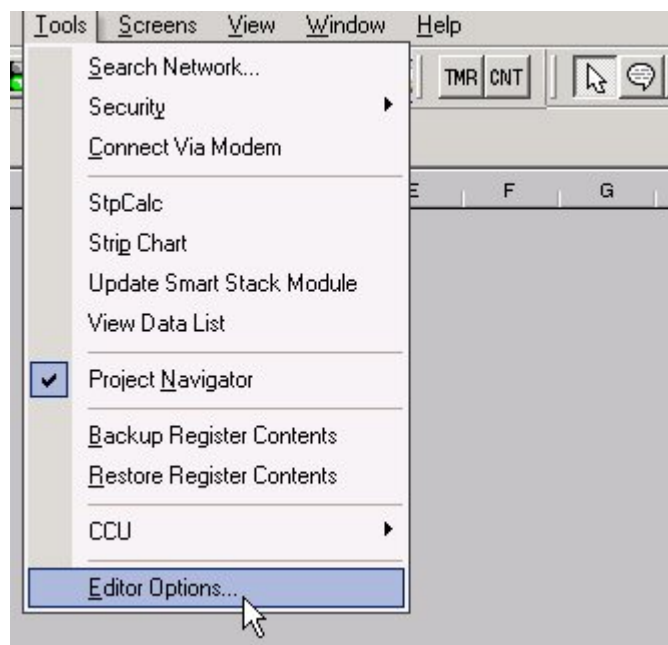 Tools Screens View Window Help
TMR CNT
E F G
Search Network...
Security
Connect Via Modem
StpCalc
Strip Chart
Update Smart Stack Module
View Data List
Project Navigator
Backup Register Contents
Restore Register Contents
CCU
Editor Options...